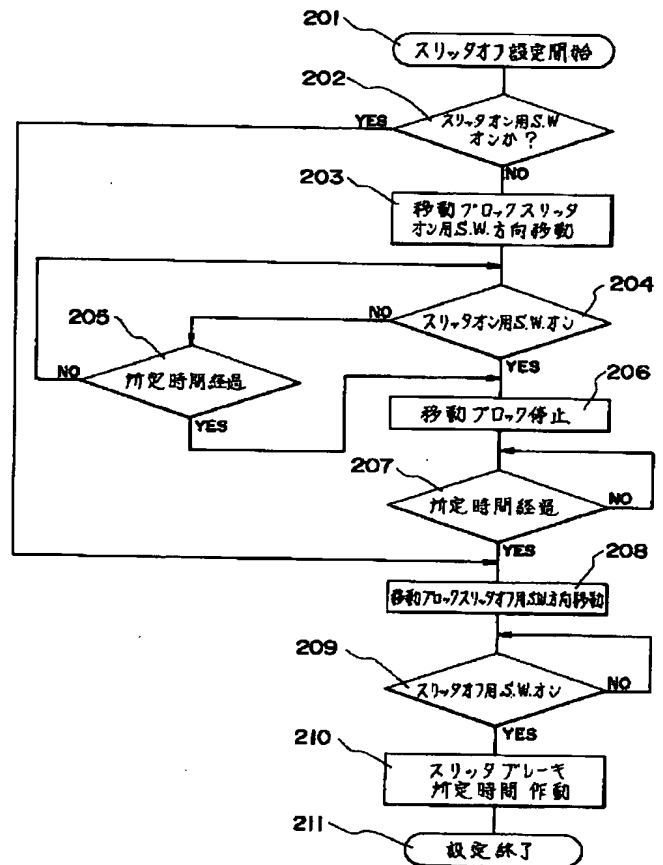 201
スリッタオフ設定開始
202
スリッタオン用S.W
オンか?
YES
NO
203
移動ブロックスリッタ
オン用S.W.方向移動
204
スリッタオン用S.W.オン
NO
YES
205
所定時間経過
NO
YES
206
移動ブロック停止
207
所定時間経過
NO
YES
208
移動ブロックスリッタオフ用S.W.方向移動
209
スリッタオフ用S.W.オン
NO
YES
210
スリッタブレーキ
所定時間作動
211
設定終了